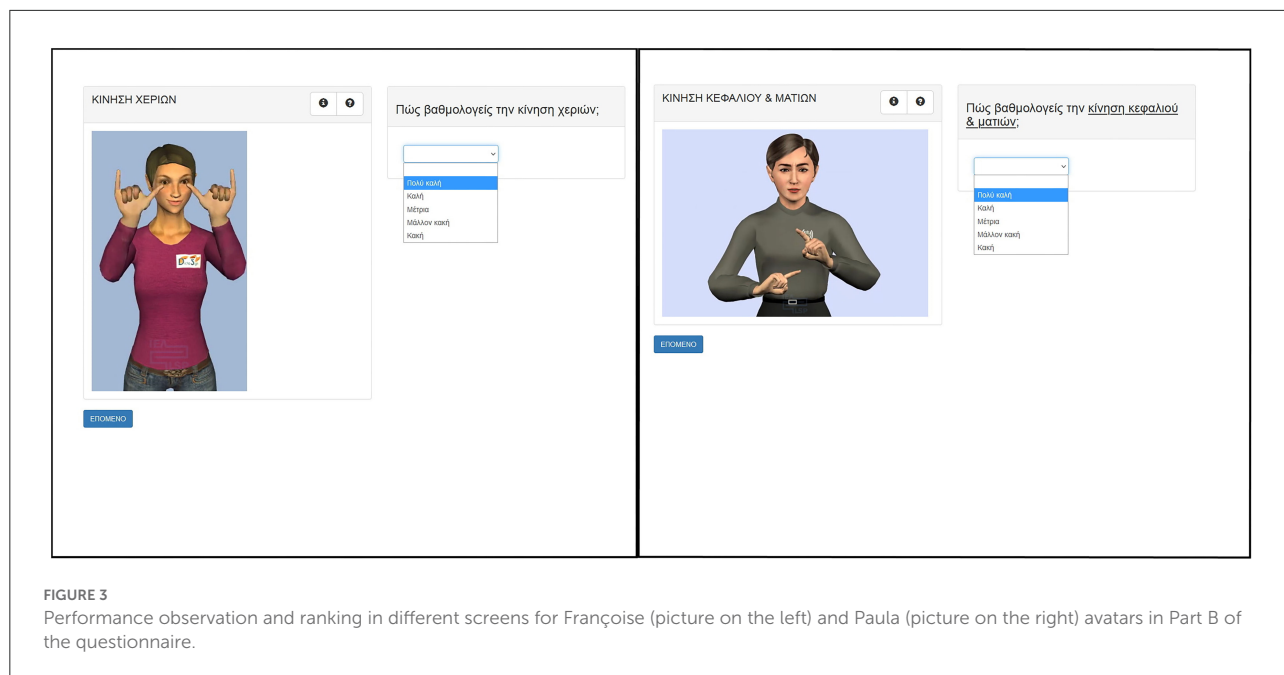 ΚΙΝΗΣΗ ΧΕΡΙΩΝ
Πώς βαθμολογείς την κίνηση χεριών;
Πολύ καλή
Καλή
Μέτρια
Μάλλον κακή
Κακή
ΕΠΟΜΕΝΟ
ΚΙΝΗΣΗ ΚΕΦΑΛΙΟΥ & ΜΑΤΙΩΝ
Πώς βαθμολογείς την κίνηση κεφαλιού
& ματιών;
Πολύ καλή
Καλή
Μέτρια
Μάλλον κακή
Κακή
ΕΠΟΜΕΝΟ
FIGURE 3
Performance observation and ranking in different screens for Françoise (picture on the left) and Paula (picture on the right) avatars in Part B of
the questionnaire.